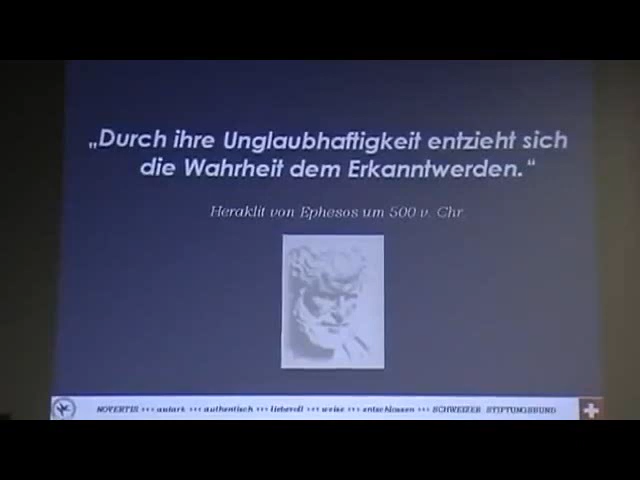 „Durch ihre Unglaubhaftigkeit entzieht sich
die Wahrheit dem Erkanntwerden."
Heraklit von Ephesos um 500 v. Chr.
NOVERTIS ••• autark ••• authentisch ••• liebevoll ••• weise ••• entschlossen ••• SCHWEIZER STIFTUNGSBUND